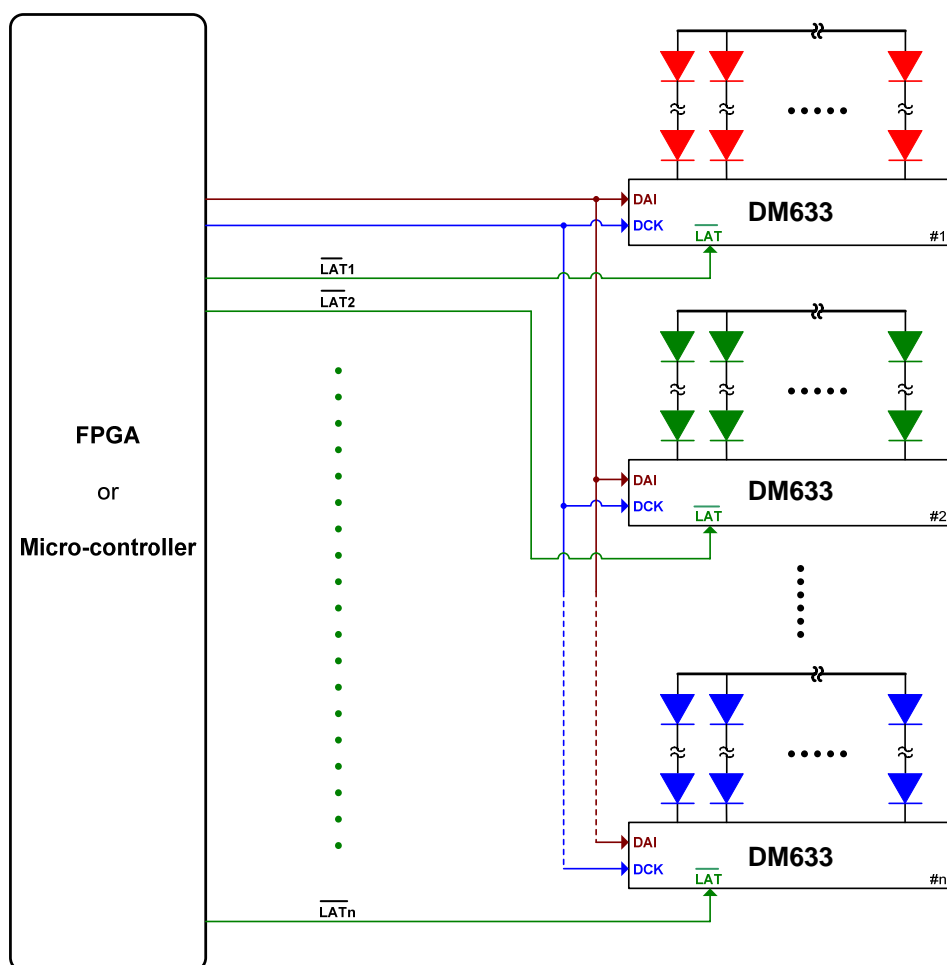 DAI
DM633
DCK
LAT
#1
LAT1
LAT2
FPGA
or
Micro-controller
DAI
DM633
DCK
LAT
#2
DAI
DM633
DCK
LAT
#n
LATn